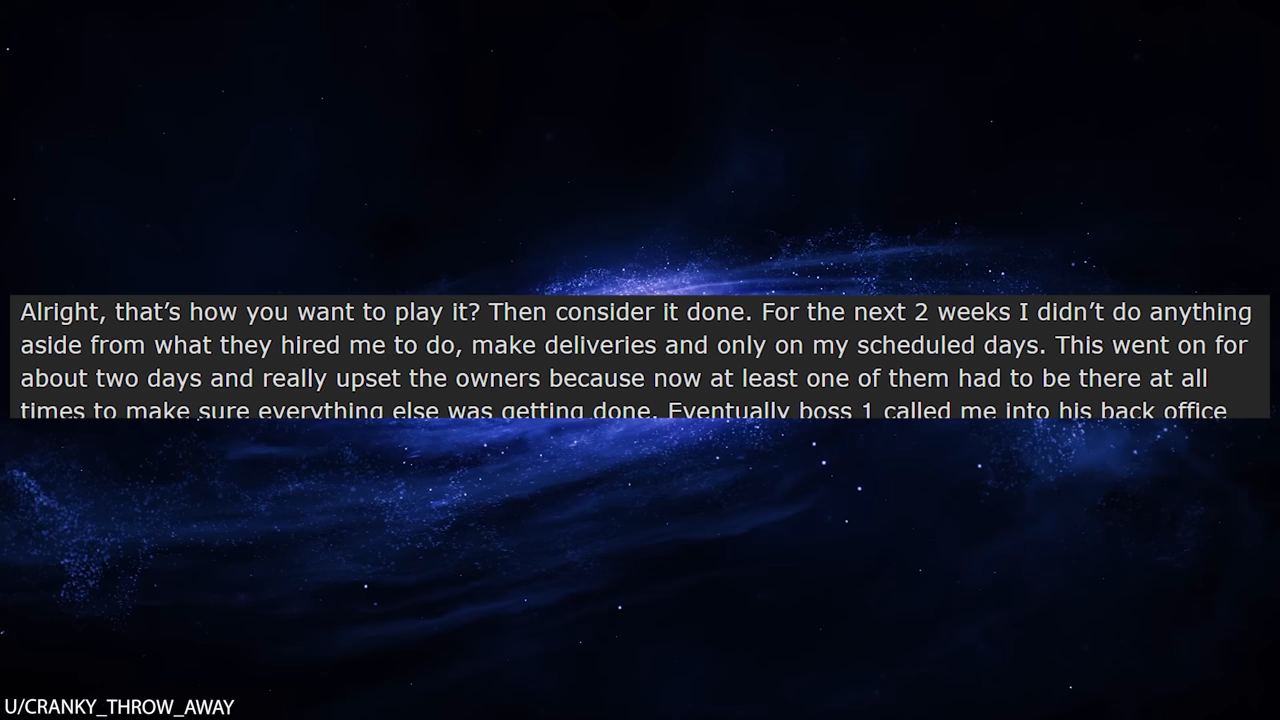 Alright, that’s how you want to play it? Then consider it done. For the next 2 weeks I didn’t do anything
aside from what they hired me to do, make deliveries and only on my scheduled days. This went on for
about two days and really upset the owners because now at least one of them had to be there at all
times to make sure everything else was getting done. Eventually boss 1 called me into his back office
U/CRANKY_THROW_AWAY